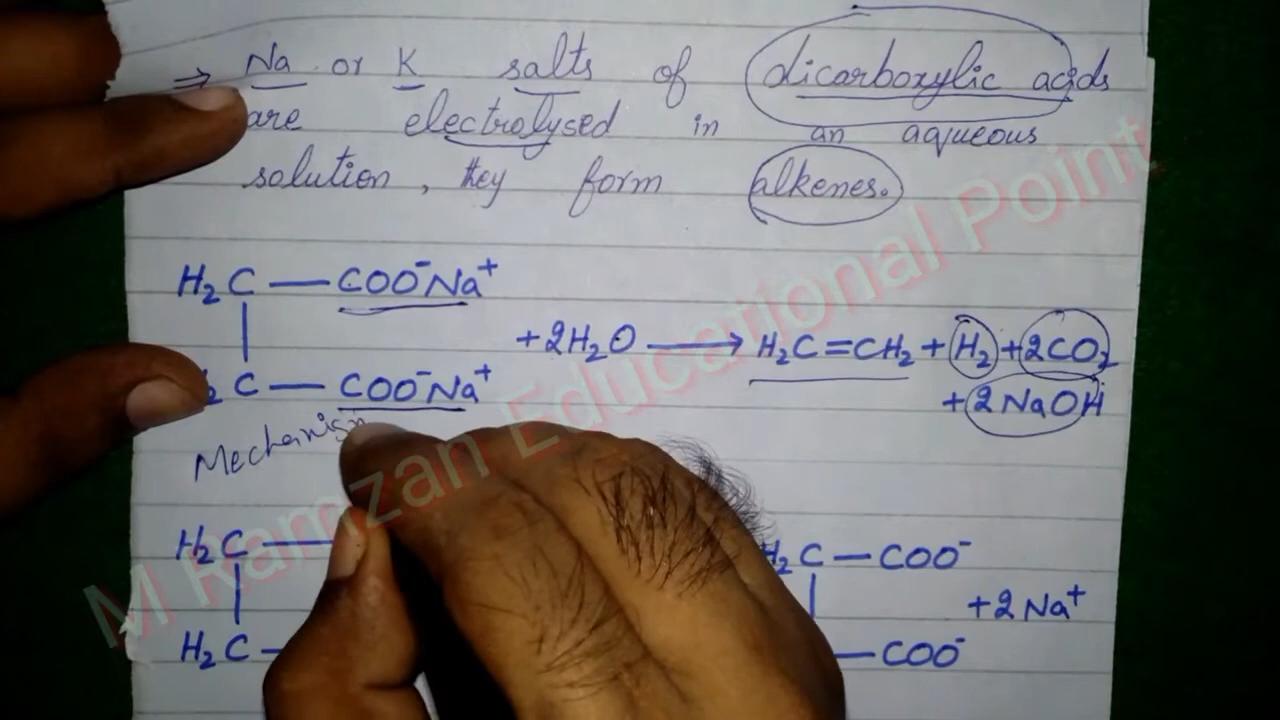 ⇒ Na or K salts of dicarboxylic acids
are electrolysed in an aqueous
solution, they form alkenes.
H₂C — COO⁻Na⁺
+2H₂O ⟶ H₂C=CH₂ + H₂ + 2CO₂
+ 2NaOH
C — COO⁻Na⁺
Mechanism
H₂C —
H₂C — COO⁻
+2Na⁺
H₂C —
— COO⁻
M Ramzan Educational Point